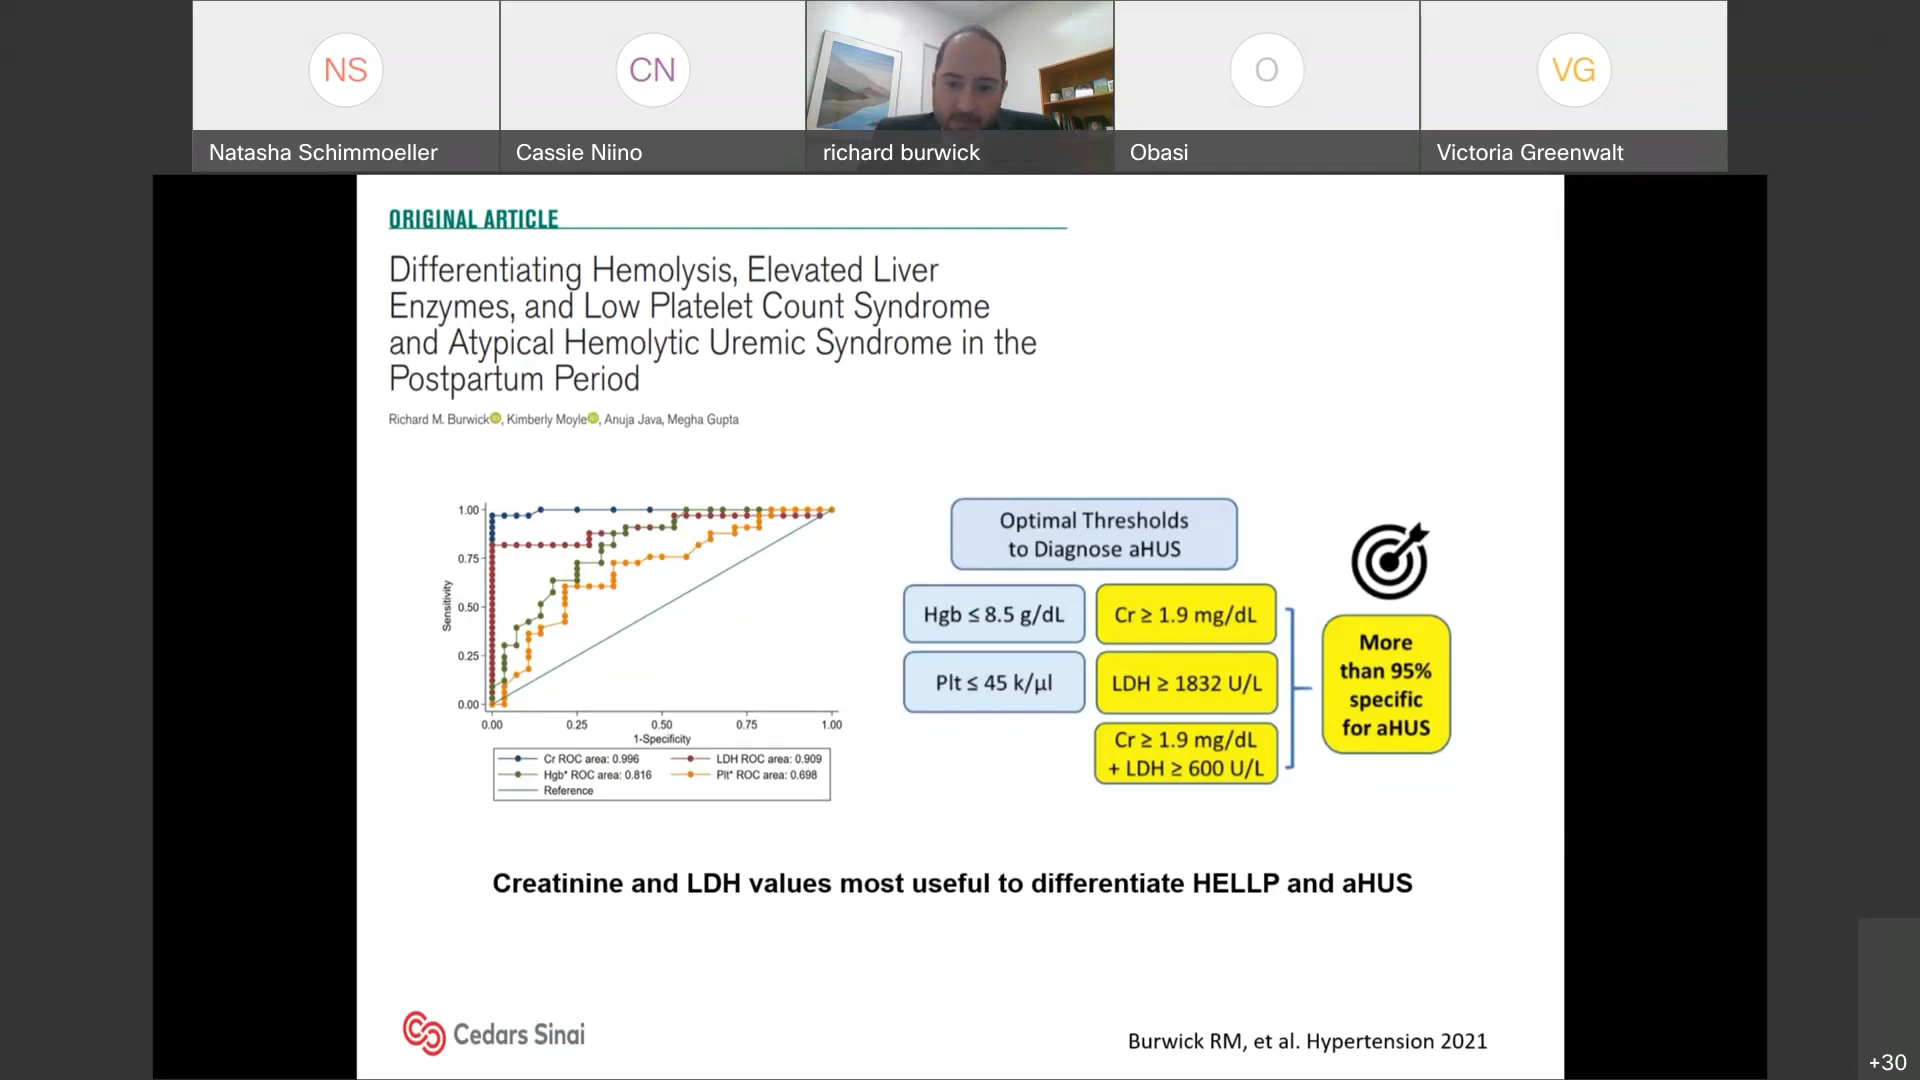 NS
CN
O
VG
Natasha Schimmoeller
Cassie Niino
richard burwick
Obasi
Victoria Greenwalt
ORIGINAL ARTICLE
Differentiating Hemolysis, Elevated Liver
Enzymes, and Low Platelet Count Syndrome
and Atypical Hemolytic Uremic Syndrome in the
Postpartum Period
Richard M. Burwick, Kimberly Moyle, Anuja Java, Megha Gupta
1.00
0.75
0.50
0.25
0.00
Sensitivity
0.00 0.25 0.50 0.75 1.00
1-Specificity
Cr ROC area: 0.996 LDH ROC area: 0.909
Hgb* ROC area: 0.816 Plt* ROC area: 0.698
Reference
Optimal Thresholds
to Diagnose aHUS
Hgb ≤ 8.5 g/dL
Cr ≥ 1.9 mg/dL
Plt ≤ 45 k/µl
LDH ≥ 1832 U/L
Cr ≥ 1.9 mg/dL
+ LDH ≥ 600 U/L
More
than 95%
specific
for aHUS
Creatinine and LDH values most useful to differentiate HELLP and aHUS
Cedars Sinai
Burwick RM, et al. Hypertension 2021
+30